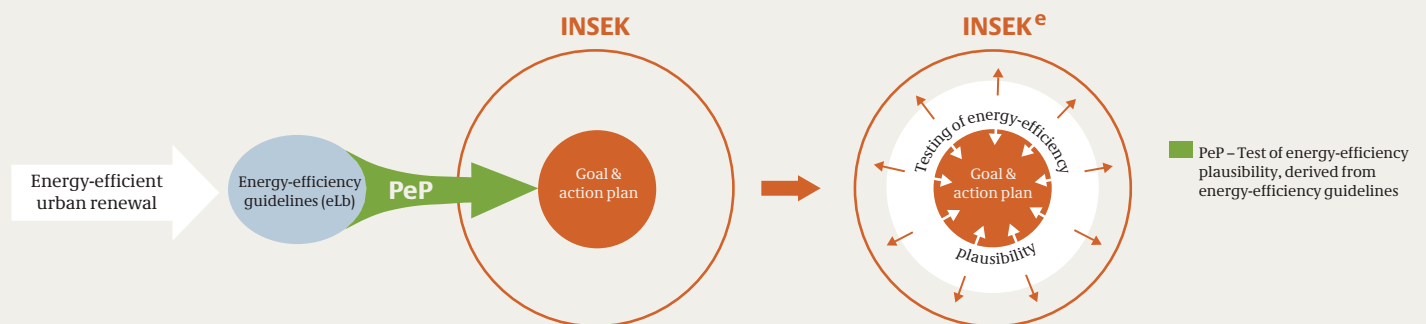 INSEK
INSEKe
Energy-efficient
urban renewal
Energy-efficiency
guidelines (eLb)
PeP
Goal &
action plan
Testing of energy-efficiency
Goal &
action plan
plausibility
PeP – Test of energy-efficiency
plausibility, derived from
energy-efficiency guidelines